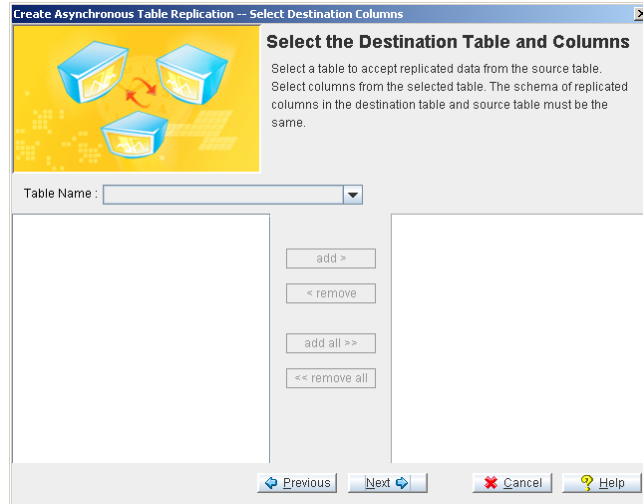 Create Asynchronous Table Replication -- Select Destination Columns
Select the Destination Table and Columns
Select a table to accept replicated data from the source table.
Select columns from the selected table. The schema of replicated
columns in the destination table and source table must be the
same.
Table Name :
add >
< remove
add all >>
<< remove all
Previous
Next
Cancel
Help